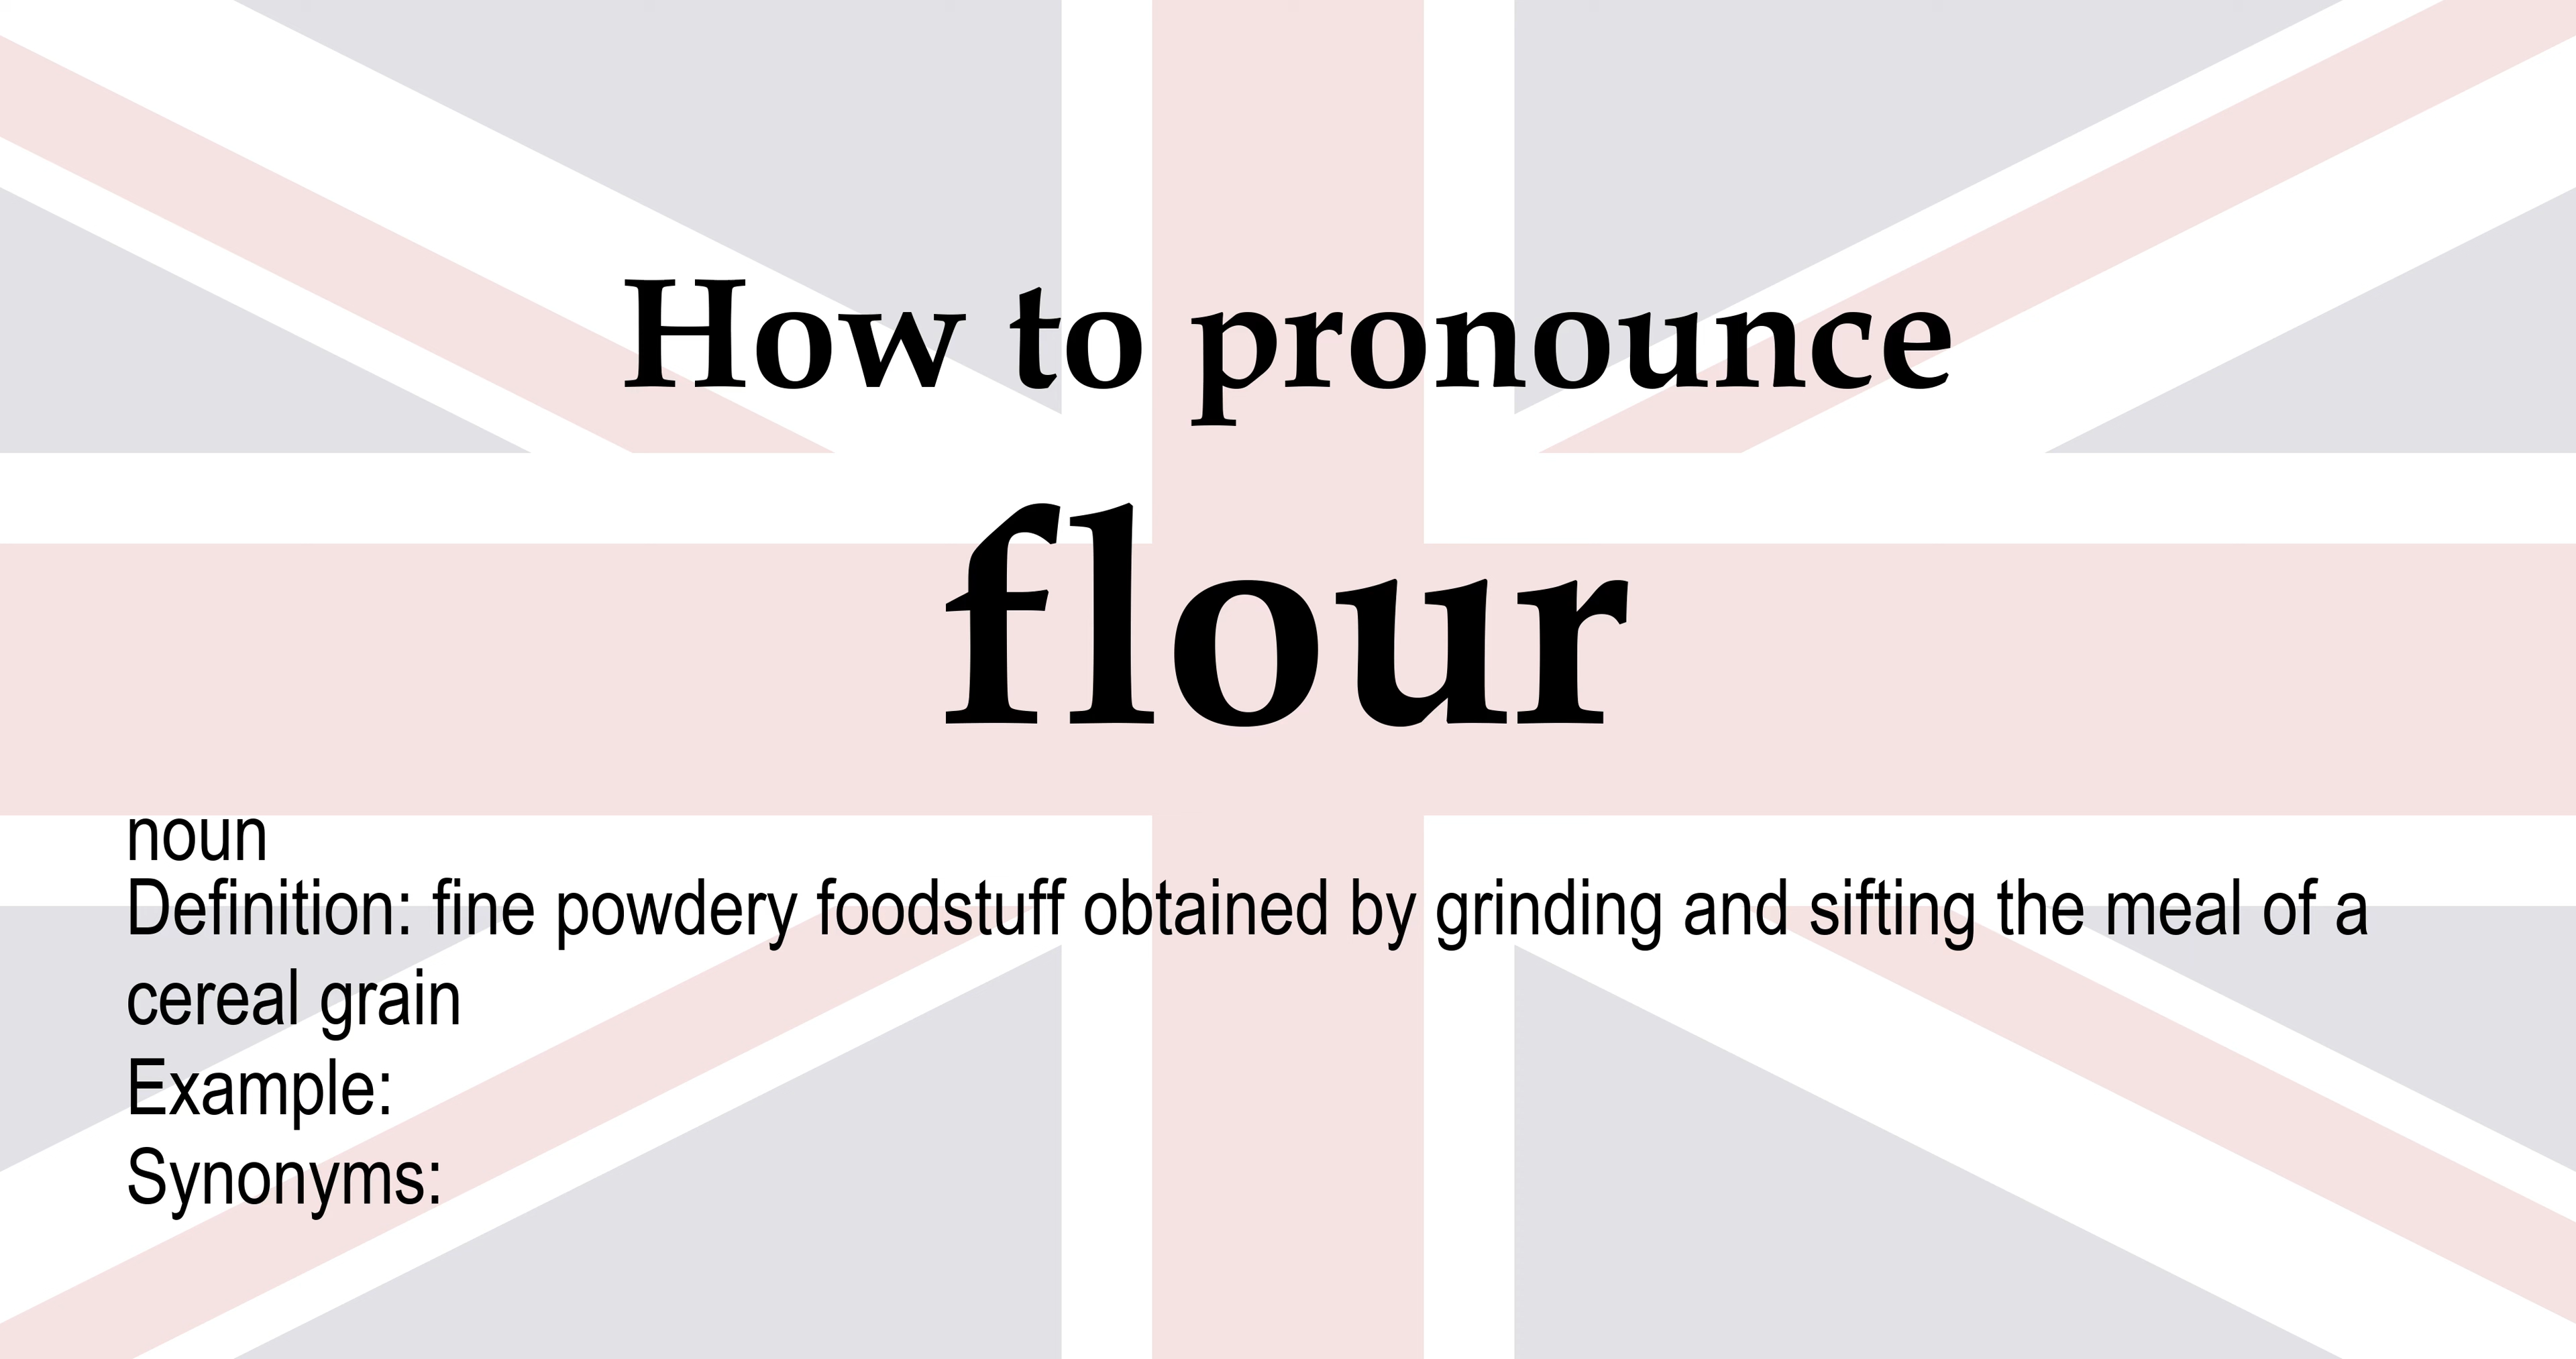 How to pronounce
flour
noun
Definition: fine powdery foodstuff obtained by grinding and sifting the meal of a
cereal grain
Example:
Synonyms: